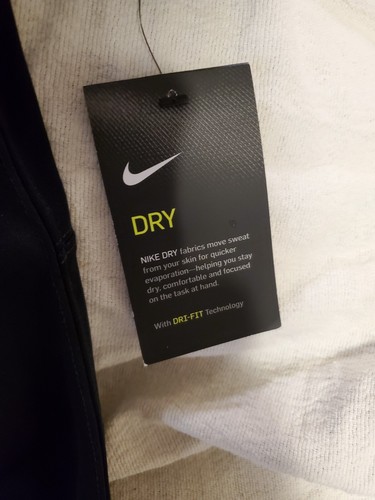 DRY
NIKE DRY fabrics move sweat
from your skin for quicker
evaporation—helping you stay
dry, comfortable and focused
on the task at hand.
With DRI-FIT Technology